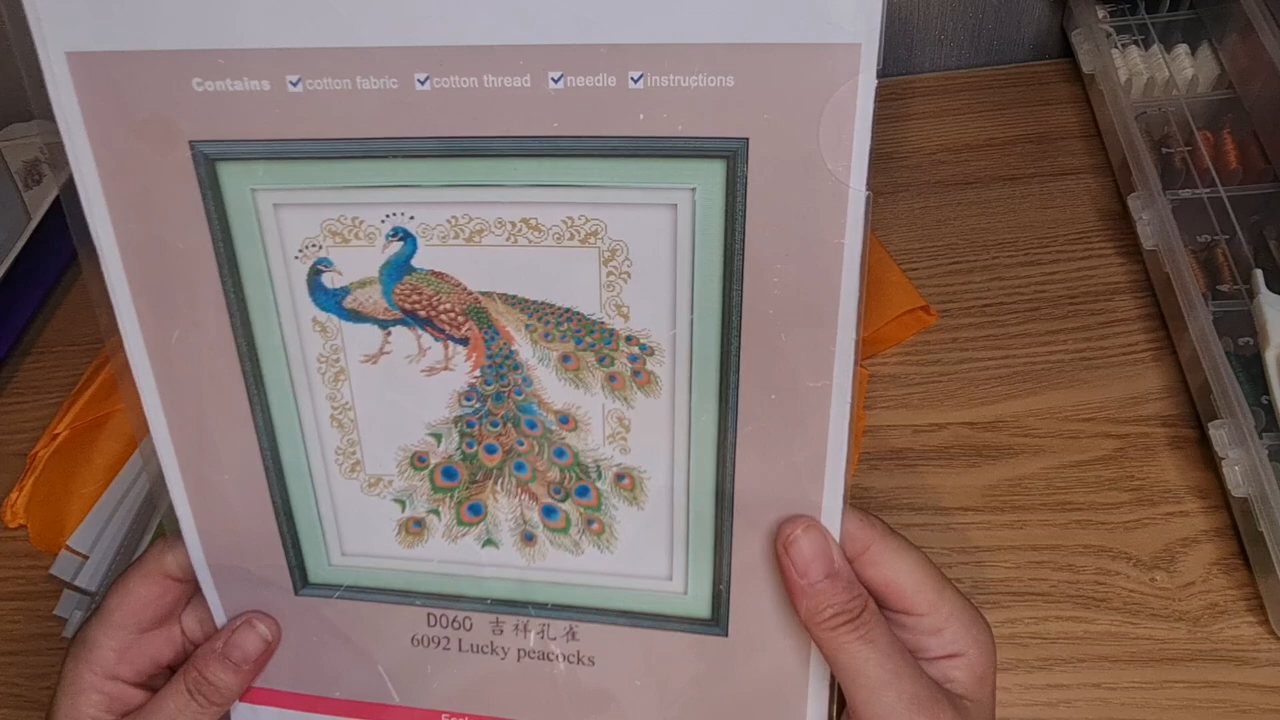 Contains cotton fabric cotton thread needle instructions
D060 吉祥孔雀
6092 Lucky peacocks